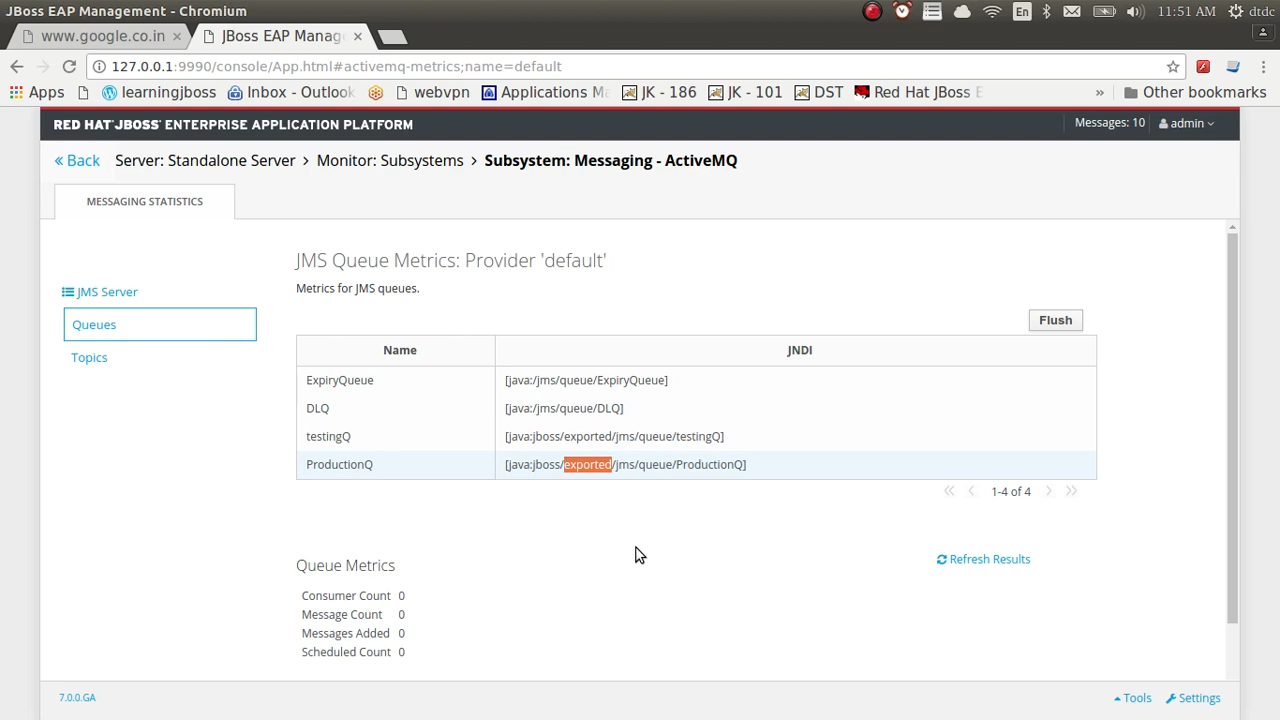 JBoss EAP Management - Chromium
En
11:51 AM
dtdc
www.google.co.in ×
JBoss EAP Manag ×
127.0.0.1:9990/console/App.html#activemq-metrics;name=default
Apps
learningjboss
Inbox - Outlook
webvpn
Applications Ma
JK - 186
JK - 101
DST
Red Hat JBoss E
»
Other bookmarks
RED HAT JBOSS ENTERPRISE APPLICATION PLATFORM
Messages: 10
admin
« Back
Server: Standalone Server > Monitor: Subsystems > Subsystem: Messaging - ActiveMQ
MESSAGING STATISTICS
JMS Queue Metrics: Provider 'default'
Metrics for JMS queues.
JMS Server
Queues
Topics
Flush
Name JNDI
ExpiryQueue [java:/jms/queue/ExpiryQueue]
DLQ [java:/jms/queue/DLQ]
testingQ [java:jboss/exported/jms/queue/testingQ]
ProductionQ [java:jboss/exported/jms/queue/ProductionQ]
1-4 of 4
Queue Metrics
Refresh Results
Consumer Count 0
Message Count 0
Messages Added 0
Scheduled Count 0
7.0.0.GA
Tools
Settings